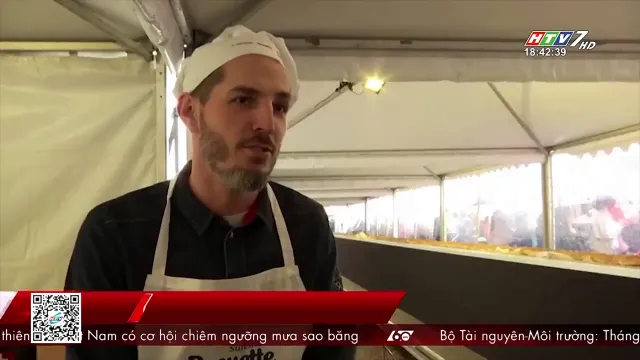 HTV7 HD
18:42:39
thiên Nam có cơ hội chiêm ngưỡng mưa sao băng Bộ Tài nguyên-Môi trường: Tháng
Baguette